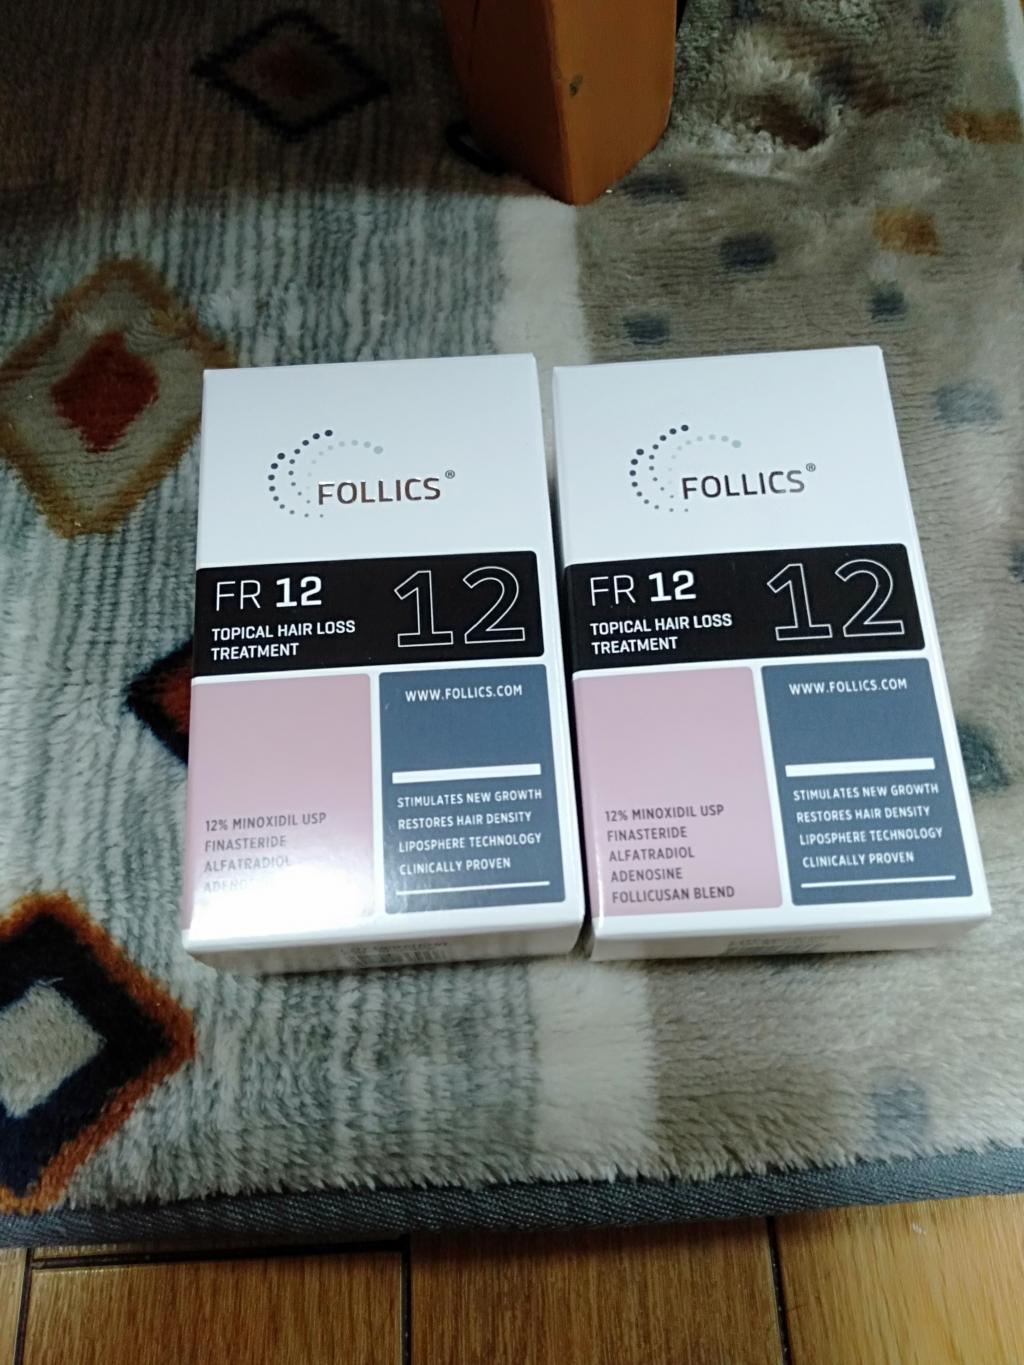 FOLLICS®
FR 12
12
TOPICAL HAIR LOSS
TREATMENT
WWW.FOLLICS.COM
12% MINOXIDIL USP
FINASTERIDE
ALFATRADIOL
STIMULATES NEW GROWTH
RESTORES HAIR DENSITY
LIPOSPHERE TECHNOLOGY
CLINICALLY PROVEN
FOLLICS®
FR 12
12
TOPICAL HAIR LOSS
TREATMENT
WWW.FOLLICS.COM
12% MINOXIDIL USP
FINASTERIDE
ALFATRADIOL
ADENOSINE
FOLLICUSAN BLEND
STIMULATES NEW GROWTH
RESTORES HAIR DENSITY
LIPOSPHERE TECHNOLOGY
CLINICALLY PROVEN